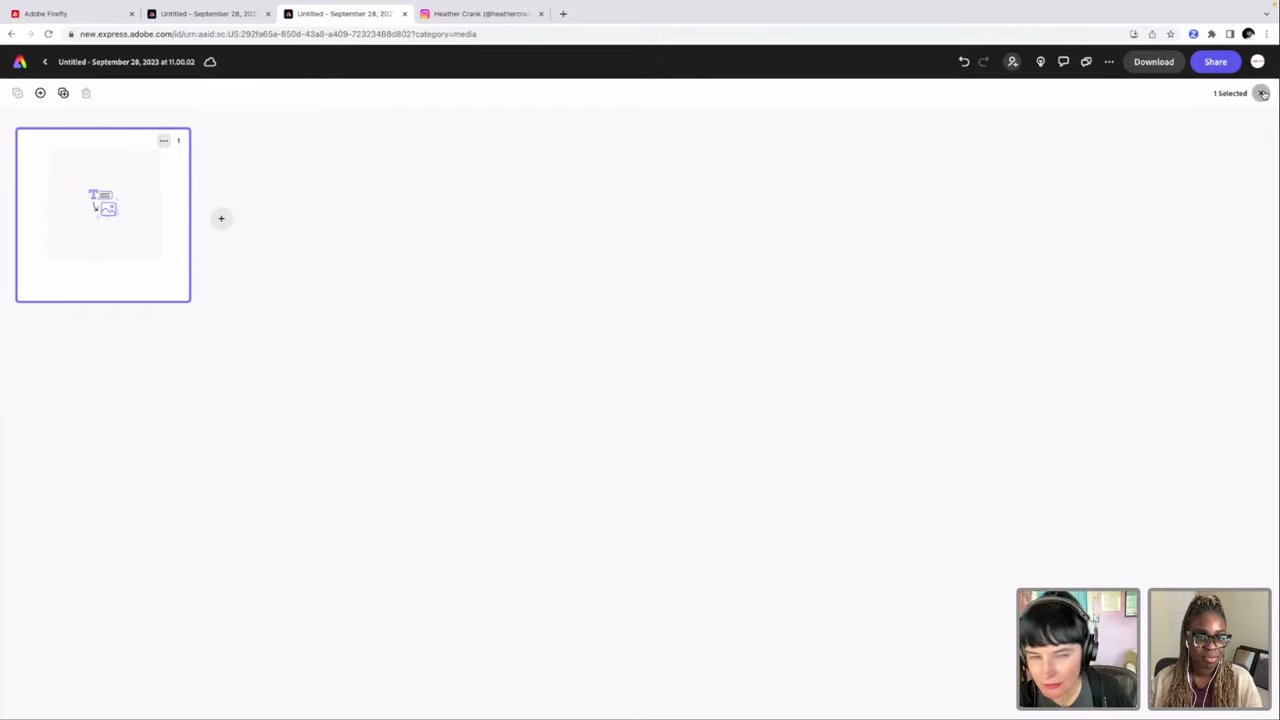 Adobe Firefly
Untitled - September 28, 202
Untitled - September 28, 202
Heather Crank (@heathercran
new.express.adobe.com/id/urn:aaid:sc:US:292fa65a-850d-43a8-a409-72323488d802?category=media
Untitled - September 28, 2023 at 11.00.02
Download
Share
1 Selected
1
T